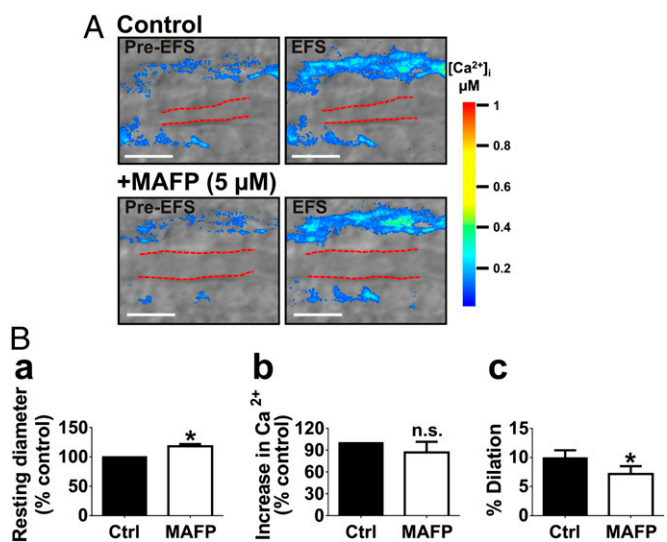 A
Control
Pre-EFS
EFS
[Ca²⁺]i
µM
1
0.6
0.4
0.2
+MAFP (5 µM)
Pre-EFS
EFS
B
a
Resting diameter
(% control)
150
100
50
0
*
Ctrl
MAFP
b
Increase in Ca²⁺
(% control)
120
90
60
30
0
n.s.
Ctrl
MAFP
c
% Dilation
15
10
5
0
*
Ctrl
MAFP